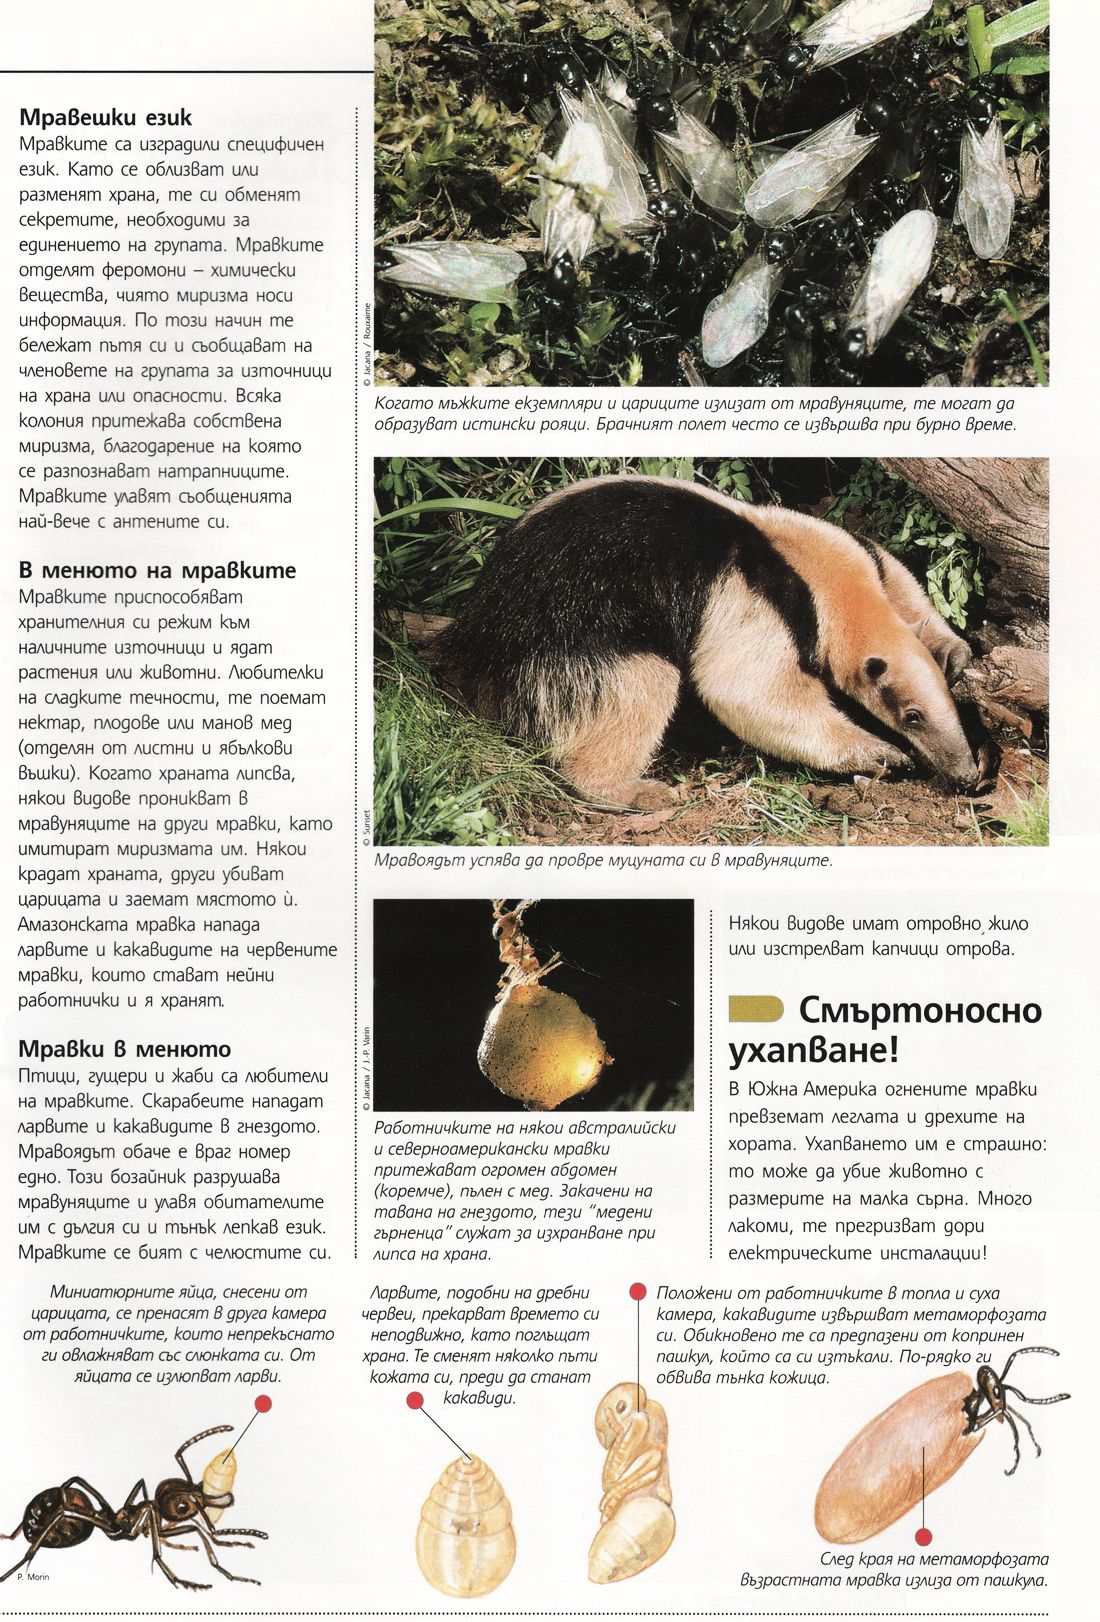 Мравешки език
Мравките са изградили специфичен
език. Като се облизват или
разменят храна, те си обменят
секретите, необходими за
единението на групата. Мравките
отделят феромони – химически
вещества, чиято миризма носи
информация. По този начин те
бележат пътя си и съобщават на
членовете на групата за източници
на храна или опасности. Всяка
колония притежава собствена
миризма, благодарение на която
се разпознават натрапниците.
Мравките улавят съобщенията
най-вече с антените си.
В менюто на мравките
Мравките приспособяват
хранителния си режим към
наличните източници и ядат
растения или животни. Любителки
на сладките течности, те поемат
нектар, плодове или манов мед
(отделян от листни и ябълкови
въшки). Когато храната липсва,
някои видове проникват в
мравуняците на други мравки, като
имитират миризмата им. Някои
крадат храната, други убиват
царицата и заемат мястото ѝ.
Амазонската мравка напада
ларвите и какавидите на червените
мравки, които стават нейни
работнички и я хранят.
Мравки в менюто
Птици, гущери и жаби са любители
на мравките. Скарабеите нападат
ларвите и какавидите в гнездото.
Мравоядът обаче е враг номер
едно. Този бозайник разрушава
мравуняците и улавя обитателите
им с дългия си и тънък лепкав език.
Мравките се бият с челюстите си.
© Jacana / Rouxaime
Когато мъжките екземпляри и цариците излизат от мравуняците, те могат да
образуват истински рояци. Брачният полет често се извършва при бурно време.
© Sunset
Мравоядът успява да провре муцуната си в мравуняците.
© Jacana / J.-P. Varin
Работничките на някои австралийски
и северноамерикански мравки
притежават огромен абдомен
(коремче), пълен с мед. Закачени на
тавана на гнездото, тези “медени
гърненца” служат за изхранване при
липса на храна.
Някои видове имат отровно жило
или изстрелват капчици отрова.
Смъртоносно
ухапване!
В Южна Америка огнените мравки
превземат леглата и дрехите на
хората. Ухапването им е страшно:
то може да убие животно с
размерите на малка сърна. Много
лакоми, те прегризват дори
електрическите инсталации!
Миниатюрните яйца, снесени от
царицата, се пренасят в друга камера
от работничките, които непрекъснато
ги овлажняват със слюнката си. От
яйцата се излюпват ларви.
Ларвите, подобни на дребни
червеи, прекарват времето си
неподвижно, като поглъщат
храна. Те сменят няколко пъти
кожата си, преди да станат
какавиди.
Положени от работничките в топла и суха
камера, какавидите извършват метаморфозата
си. Обикновено те са предпазени от копринен
пашкул, който са си изтъкали. По-рядко ги
обвива тънка кожица.
След края на метаморфозата
възрастната мравка излиза от пашкула.
P. Morin